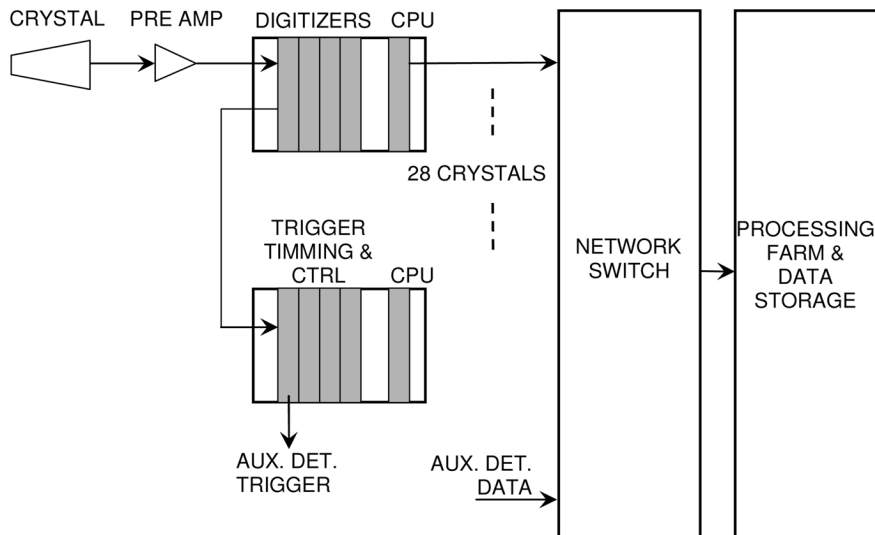 CRYSTAL
PRE AMP
DIGITIZERS
CPU
28 CRYSTALS
TRIGGER
TIMMING &
CTRL
CPU
NETWORK
SWITCH
PROCESSING
FARM &
DATA
STORAGE
AUX. DET.
TRIGGER
AUX. DET.
DATA